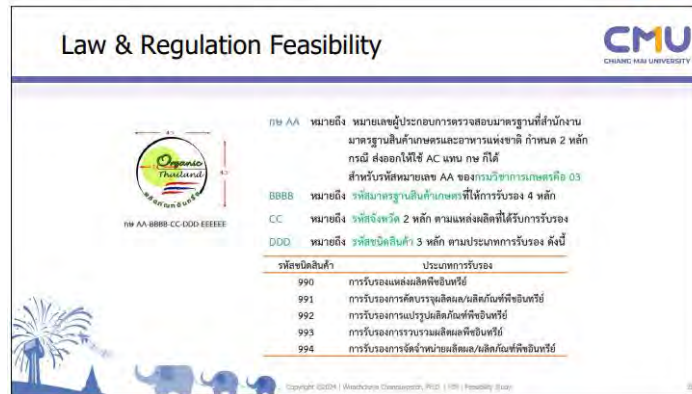 Law & Regulation Feasibility
CMU
CHIANG MAI UNIVERSITY
กษ AA หมายถึง หมายเลขผู้ประกอบการตรวจสอบมาตรฐานที่สำนักงาน
มาตรฐานสินค้าเกษตรและอาหารแห่งชาติ กำหนด 2 หลัก
กรณี ส่งออกให้ใช้ AC แทน กษ ก็ได้
สำหรับรหัสหมายเลข AA ของกรมวิชาการเกษตรคือ 03
Organic
Thailand
กษ AA-BBBB-CC-DDD-EEEEEE
BBBB หมายถึง รหัสมาตรฐานสินค้าเกษตรที่ให้การรับรอง 4 หลัก
CC หมายถึง รหัสจังหวัด 2 หลัก ตามแหล่งผลิตที่ได้รับการรับรอง
DDD หมายถึง รหัสชนิดสินค้า 3 หลัก ตามประเภทการรับรอง ดังนี้
รหัสชนิดสินค้า ประเภทการรับรอง
990 การรับรองแหล่งผลิตพืชอินทรีย์
991 การรับรองการคัดบรรจุผลิตผล/ผลิตภัณฑ์พืชอินทรีย์
992 การรับรองการแปรรูปผลิตภัณฑ์พืชอินทรีย์
993 การรับรองการรวบรวมผลิตผลพืชอินทรีย์
994 การรับรองการจัดจำหน่ายผลิตผล/ผลิตภัณฑ์พืชอินทรีย์
Copyright ©2024 | Ph.D. | Feasibility Study